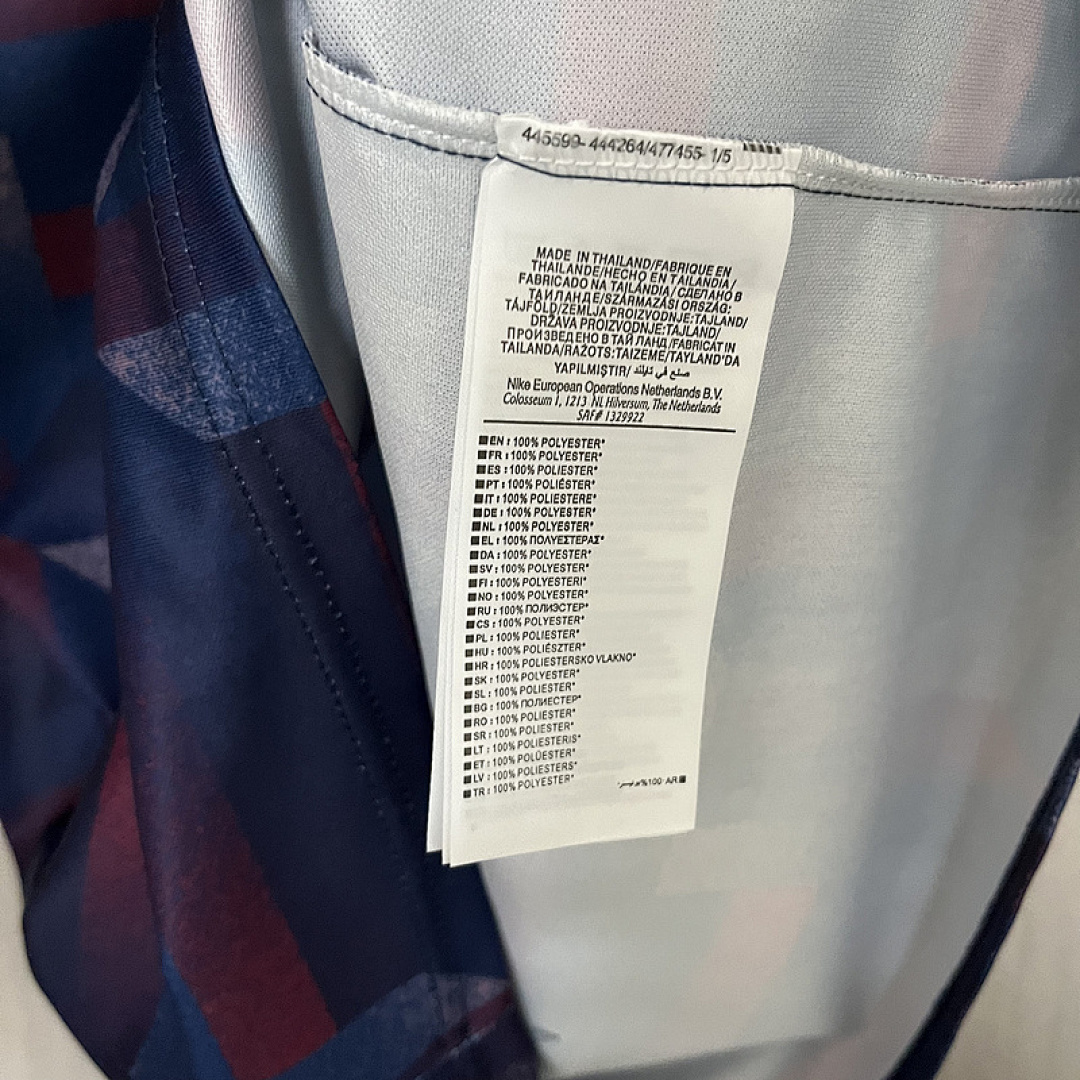 445599- 444264/477455- 1/5
MADE IN THAILAND/FABRIQUE EN
THAILANDE/HECHO EN TAILANDIA/
FABRICADO NA TAILÂNDIA/СДЕЛАНО В
ТАИЛАНДЕ/SZÁRMAZÁSI ORSZÁG:
TÁJFÖLD/ZEMLJA PROIZVODNJE:TAJLAND/
DRŽAVA PROIZVODNJE:TAJLAND/
ПРОИЗВЕДЕНО В ТАЙ ЛАНД/FABRICAT IN
TAILANDA/RAŽOTS:TAIZEME/TAYLAND'DA
YAPILMIŞTIR/ صنع في تايلند
Nike European Operations Netherlands B.V.
Colosseum 1, 1213 NL Hilversum, The Netherlands
SAF# 1329922
EN : 100% POLYESTER*
FR : 100% POLYESTER*
ES : 100% POLIESTER*
PT : 100% POLIÉSTER*
IT : 100% POLIESTERE*
DE : 100% POLYESTER*
NL : 100% POLYESTER*
EL : 100% ΠΟΛΥΕΣΤΕΡΑΣ*
DA : 100% POLYESTER*
SV : 100% POLYESTER*
FI : 100% POLYESTERI*
NO : 100% POLYESTER*
RU : 100% ПОЛИЭСТЕР*
CS : 100% POLYESTER*
PL : 100% POLIESTER*
HU : 100% POLIÉSZTER*
HR : 100% POLIESTERSKO VLAKNO*
SK : 100% POLYESTER*
SL : 100% POLIESTER*
BG : 100% ПОЛИЕСТЕР*
RO : 100% POLIESTER*
SR : 100% POLIESTER*
LT : 100% POLIESTERIS*
ET : 100% POLÜESTER*
LV : 100% POLIESTERS*
TR : 100% POLYESTER*
%100 :AR